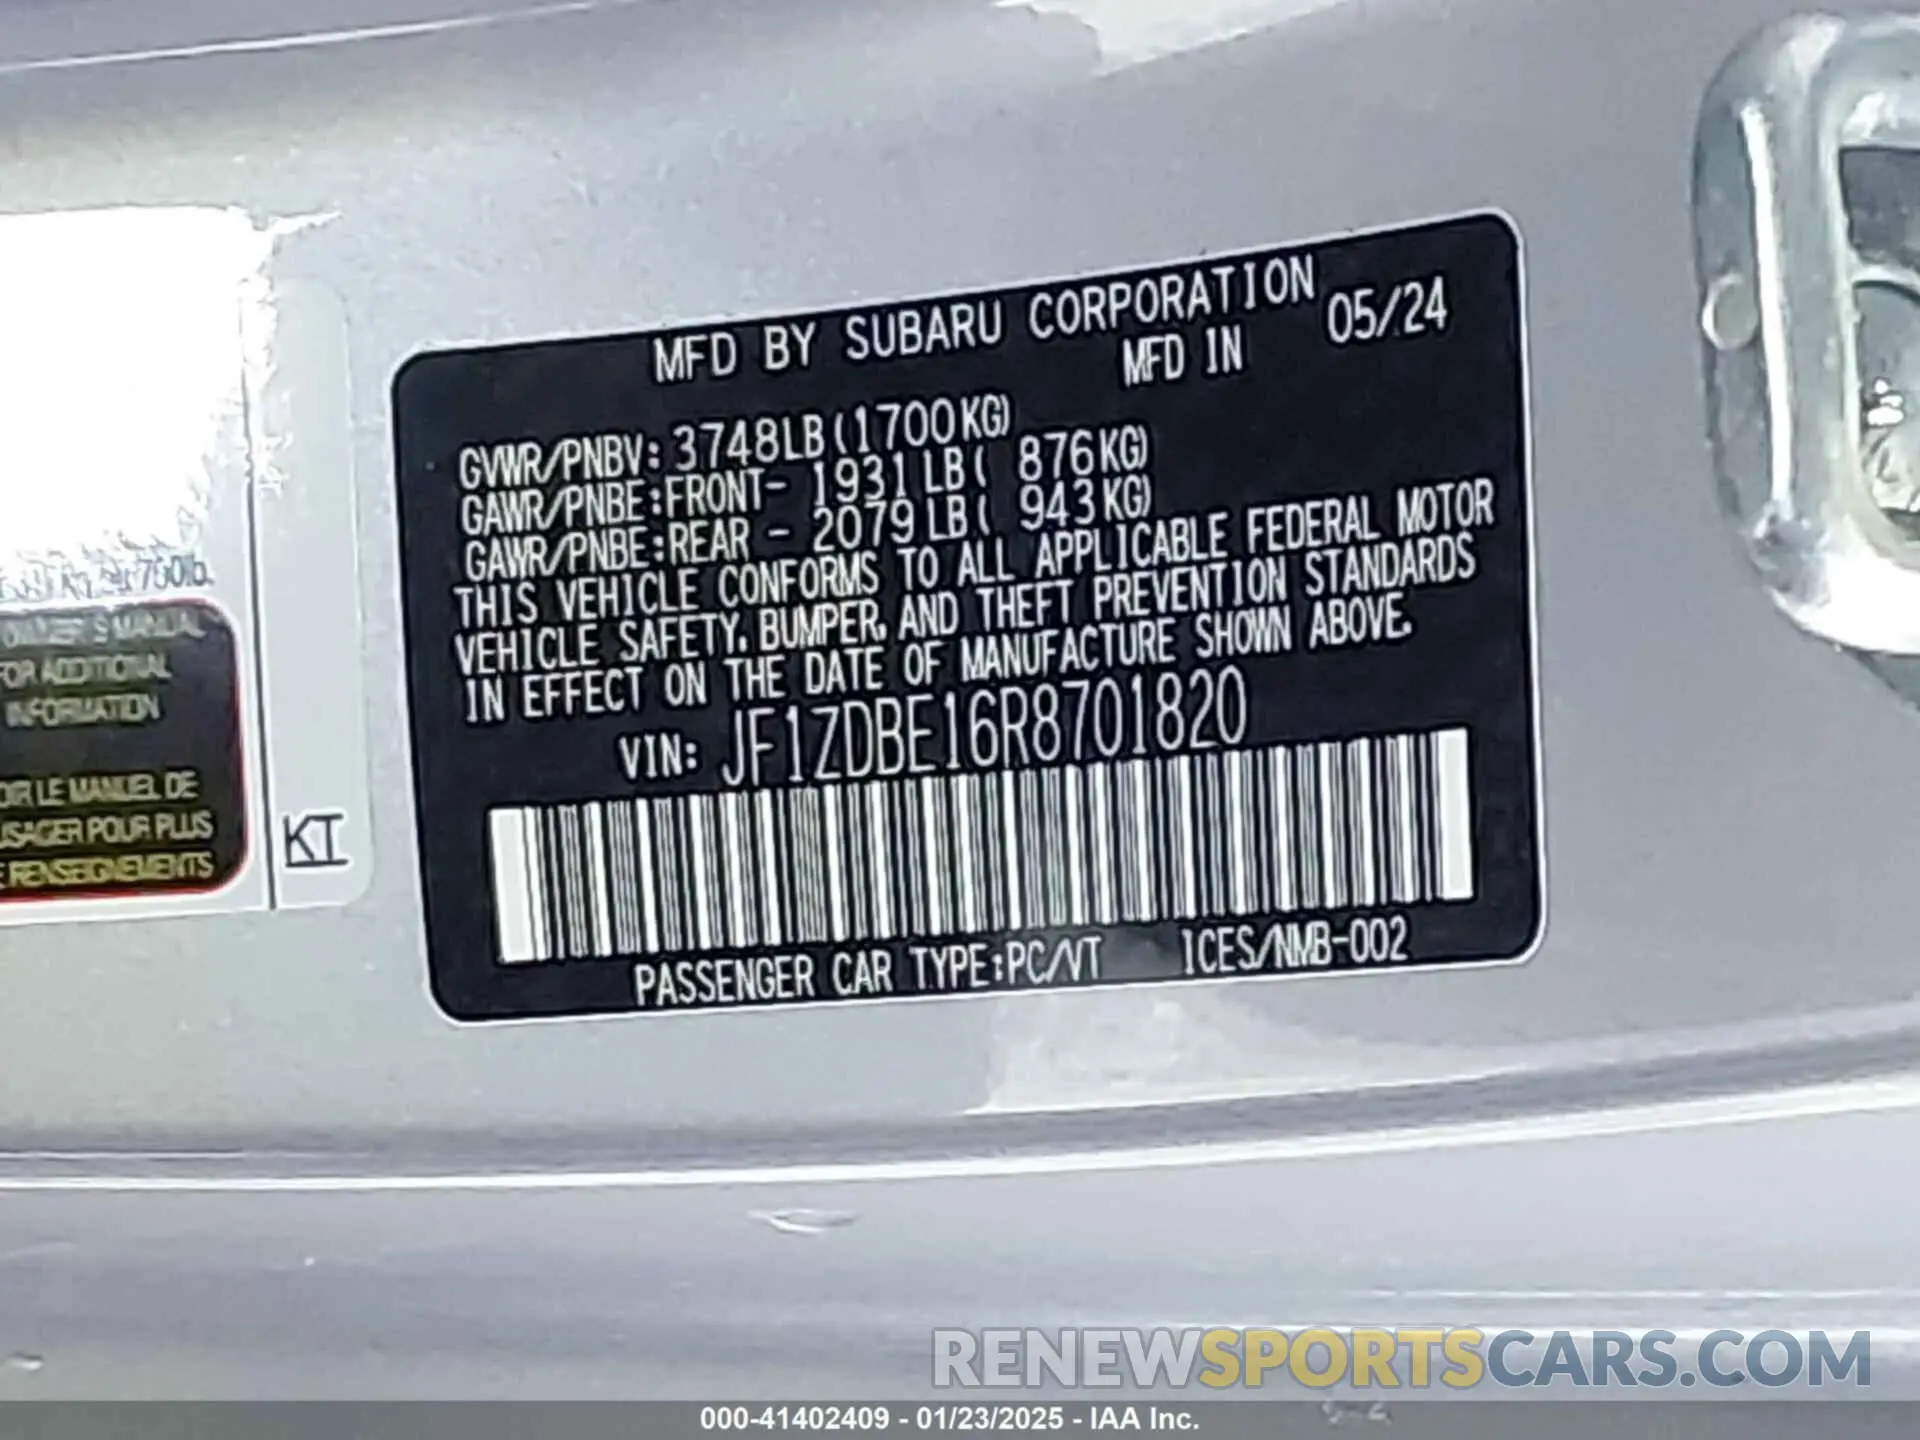 MFD BY SUBARU CORPORATION
MFD IN 05/24
GVWR/PNBV: 3748LB(1700KG)
GAWR/PNBE:FRONT- 1931LB( 876KG)
GAWR/PNBE:REAR - 2079LB( 943KG)
THIS VEHICLE CONFORMS TO ALL APPLICABLE FEDERAL MOTOR
VEHICLE SAFETY, BUMPER, AND THEFT PREVENTION STANDARDS
IN EFFECT ON THE DATE OF MANUFACTURE SHOWN ABOVE.
VIN: JF1ZDBE16R8701820
PASSENGER CAR TYPE:PC/VT ICES/NMB-002
OWNER'S MANUAL
FOR ADDITIONAL
INFORMATION
LE MANUEL DE
POUR PLUS
RENSEIGNEMENTS
KT
RENEWSPORTSCARS.COM
000-41402409 - 01/23/2025 - IAA Inc.